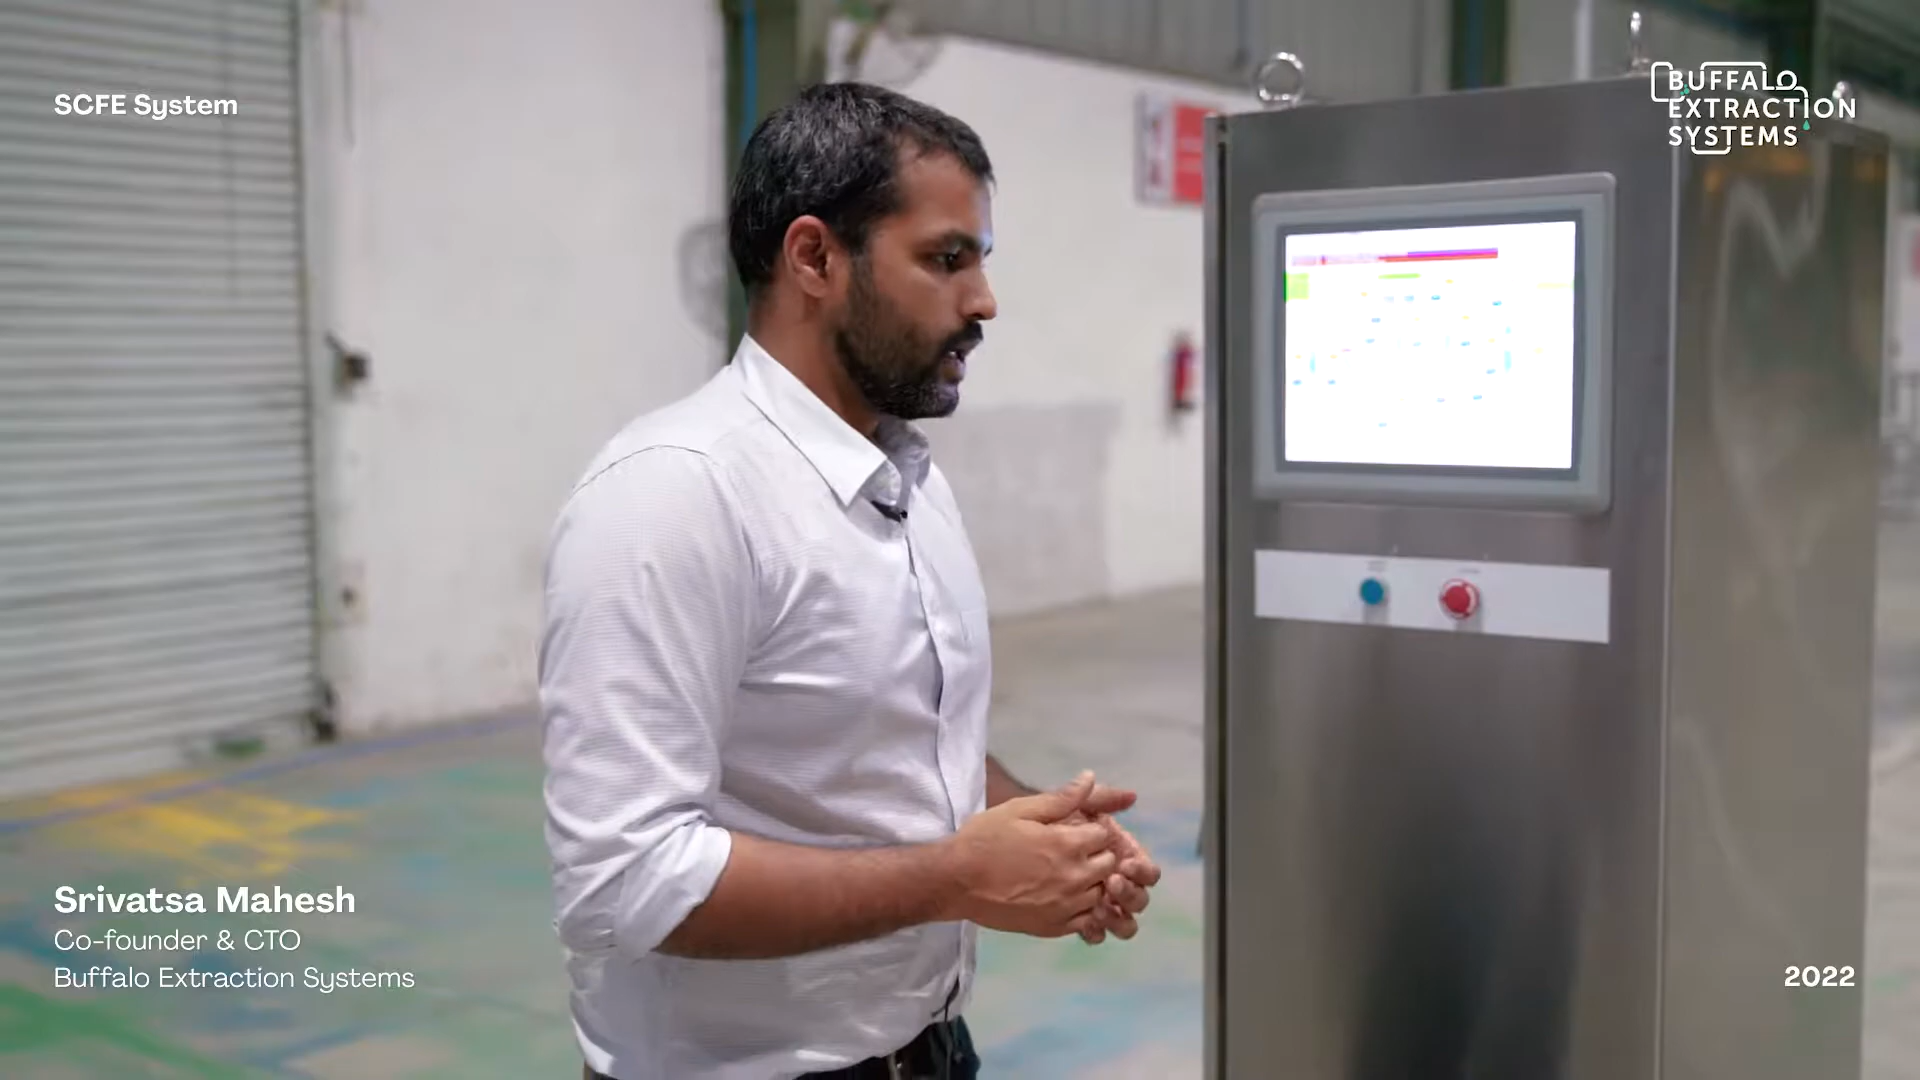 SCFE System
BUFFALO
EXTRACTION
SYSTEMS
Srivatsa Mahesh
Co-founder & CTO
Buffalo Extraction Systems
2022